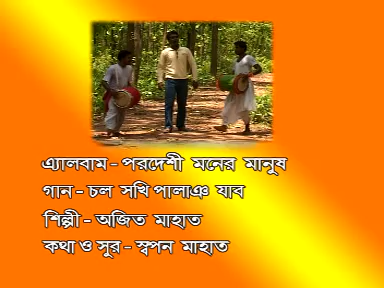 এ্যালবাম - পরদেশী মনের মানুষ
গান - চল সখি পালাঞ যাব
শিল্পী - অজিত মাহাত
কথা ও সুর - স্বপন মাহাত